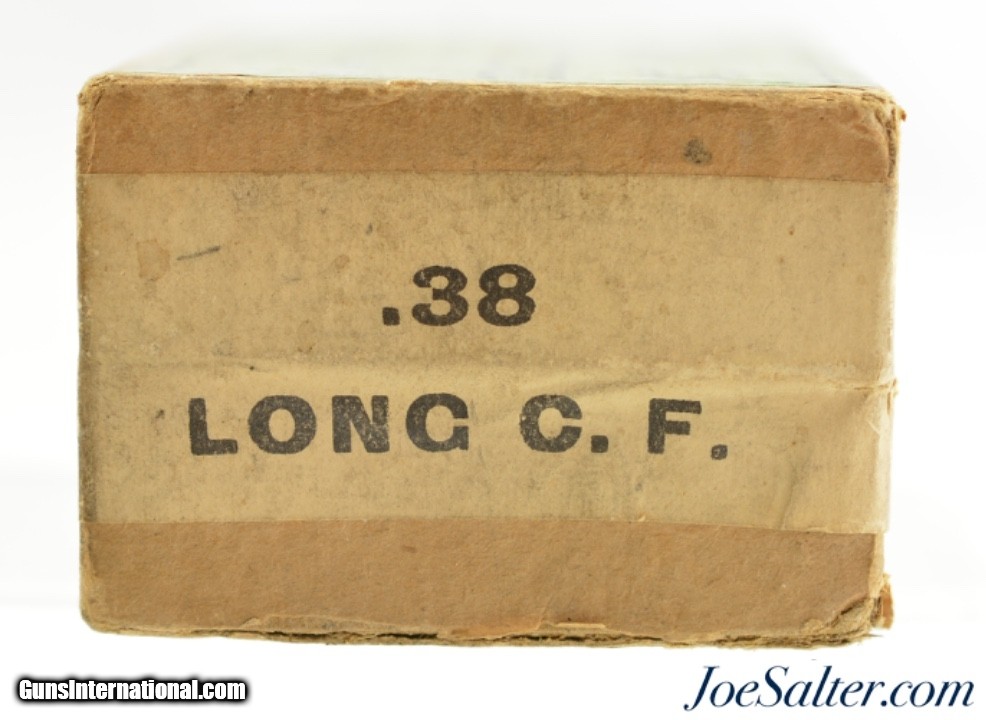 .38
LONG C. F.
GunsInternational.com
JoeSalter.com